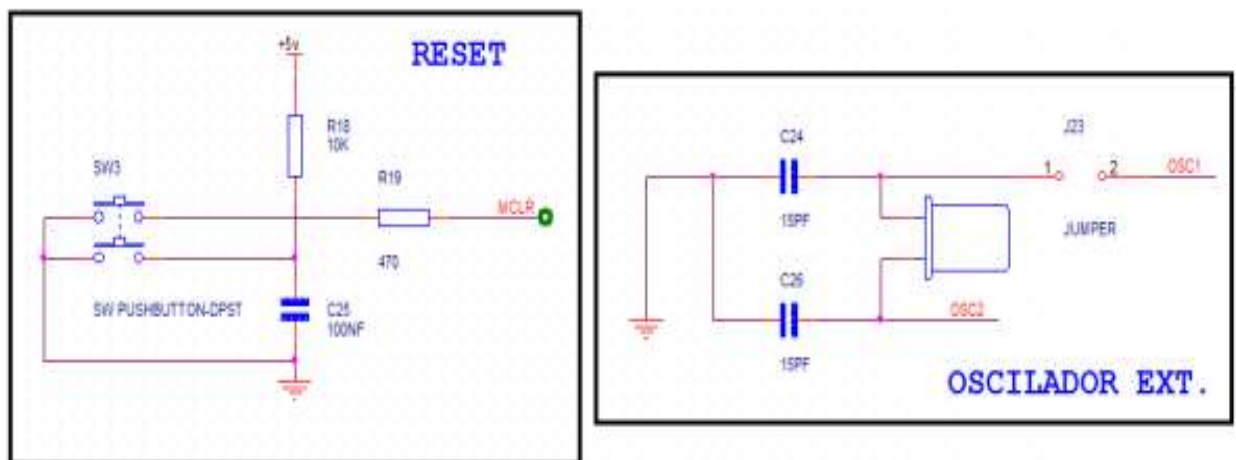 RESET
+5v
R18
10K
SW3
R19
MCLR
470
SW PUSHBUTTON-DPST
C25
100NF
J23
C24
1
2
OSC1
15PF
JUMPER
C26
OSC2
15PF
OSCILADOR EXT.